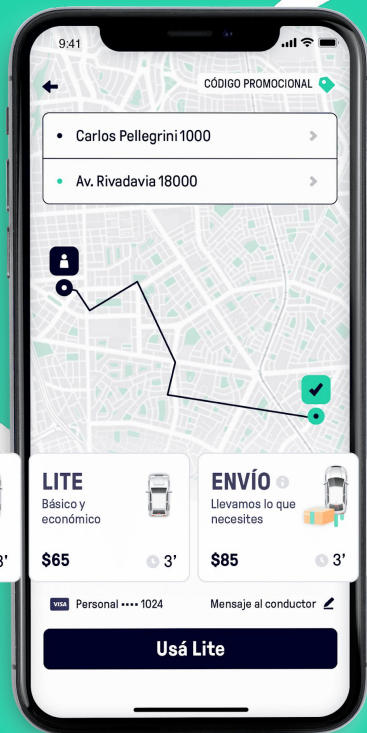 9:41
CÓDIGO PROMOCIONAL
Carlos Pellegrini 1000
Av. Rivadavia 18000
LITE
Básico y
económico
$65
3'
ENVÍO
Llevamos lo que
necesites
$85
3'
3'
VISA Personal •••• 1024
Mensaje al conductor
Usá Lite